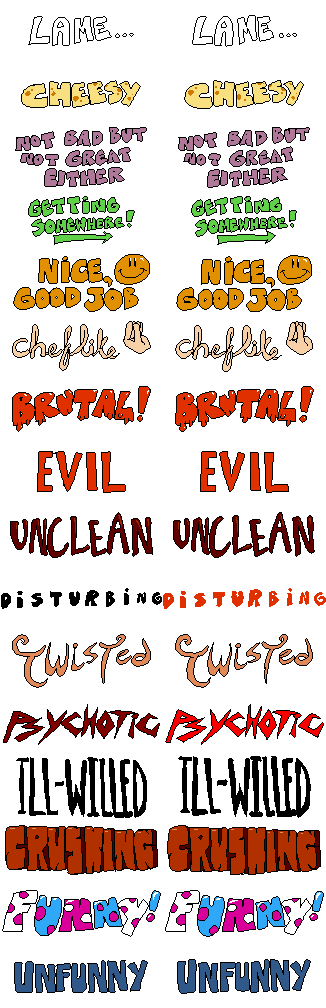 LAME... LAME...
CHEESY CHEESY
NOT BAD BUT NOT BAD BUT
NOT GREAT NOT GREAT
EITHER EITHER
GETTING GETTING
SOMEWHERE! SOMEWHERE!
NICE, NICE,
GOOD JOB GOOD JOB
cheflike cheflike
BRUTAL! BRUTAL!
EVIL EVIL
UNCLEAN UNCLEAN
DiSTURBiNG DiSTURBiNG
TWisTed TWisTed
PSYCHOTIC PSYCHOTIC
ILL-WILLED ILL-WILLED
CRUSHING CRUSHING
FUNNY! FUNNY!
UNFUNNY UNFUNNY